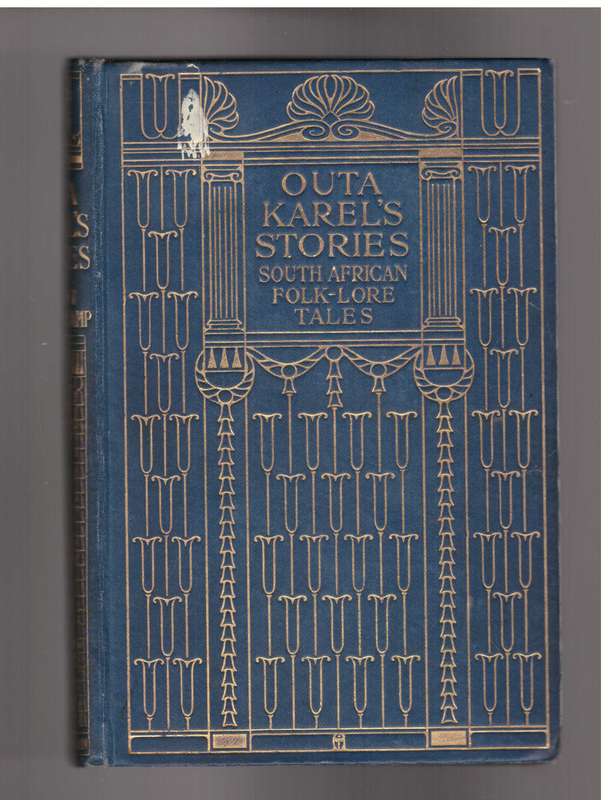 OUTA
KAREL'S
STORIES
SOUTH AFRICAN
FOLK-LORE
TALES